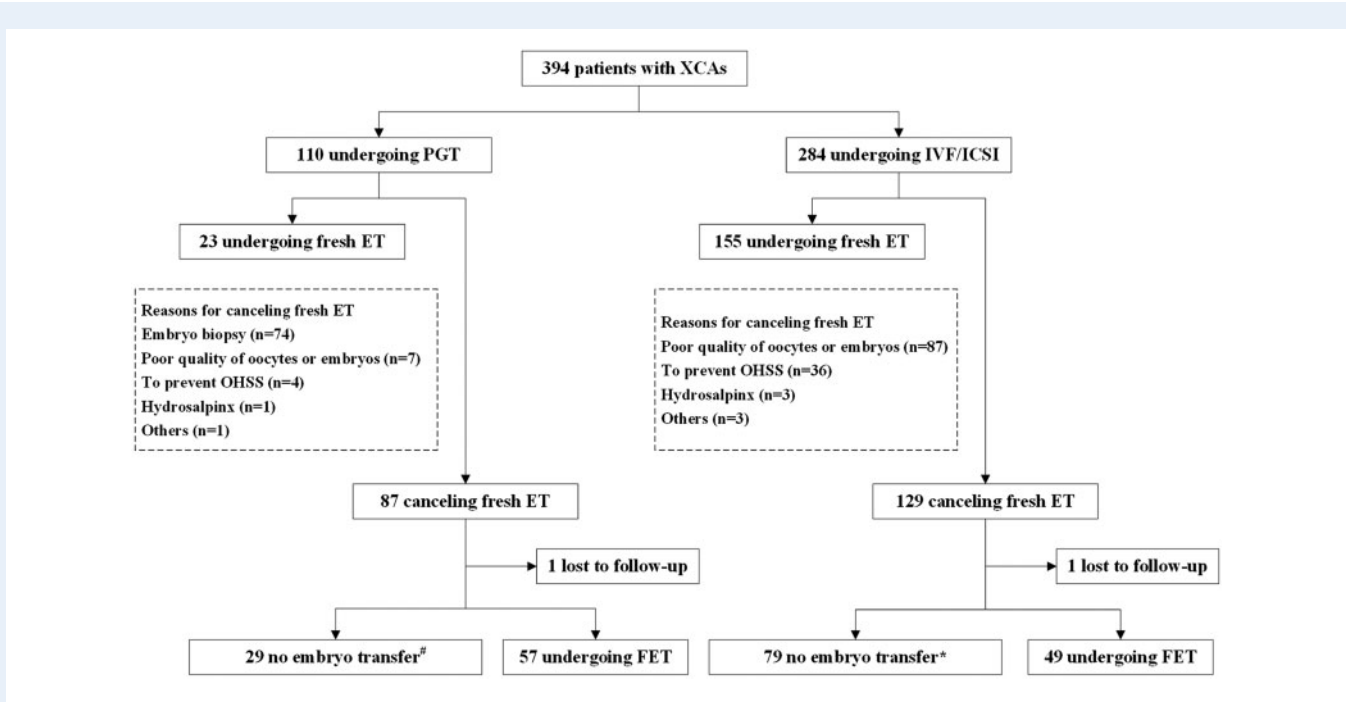 394 patients with XCAs
110 undergoing PGT
284 undergoing IVF/ICSI
23 undergoing fresh ET
155 undergoing fresh ET
Reasons for canceling fresh ET
Embryo biopsy (n=74)
Poor quality of oocytes or embryos (n=7)
To prevent OHSS (n=4)
Hydrosalpinx (n=1)
Others (n=1)
Reasons for canceling fresh ET
Poor quality of oocytes or embryos (n=87)
To prevent OHSS (n=36)
Hydrosalpinx (n=3)
Others (n=3)
87 canceling fresh ET
129 canceling fresh ET
1 lost to follow-up
1 lost to follow-up
29 no embryo transfer#
57 undergoing FET
79 no embryo transfer*
49 undergoing FET